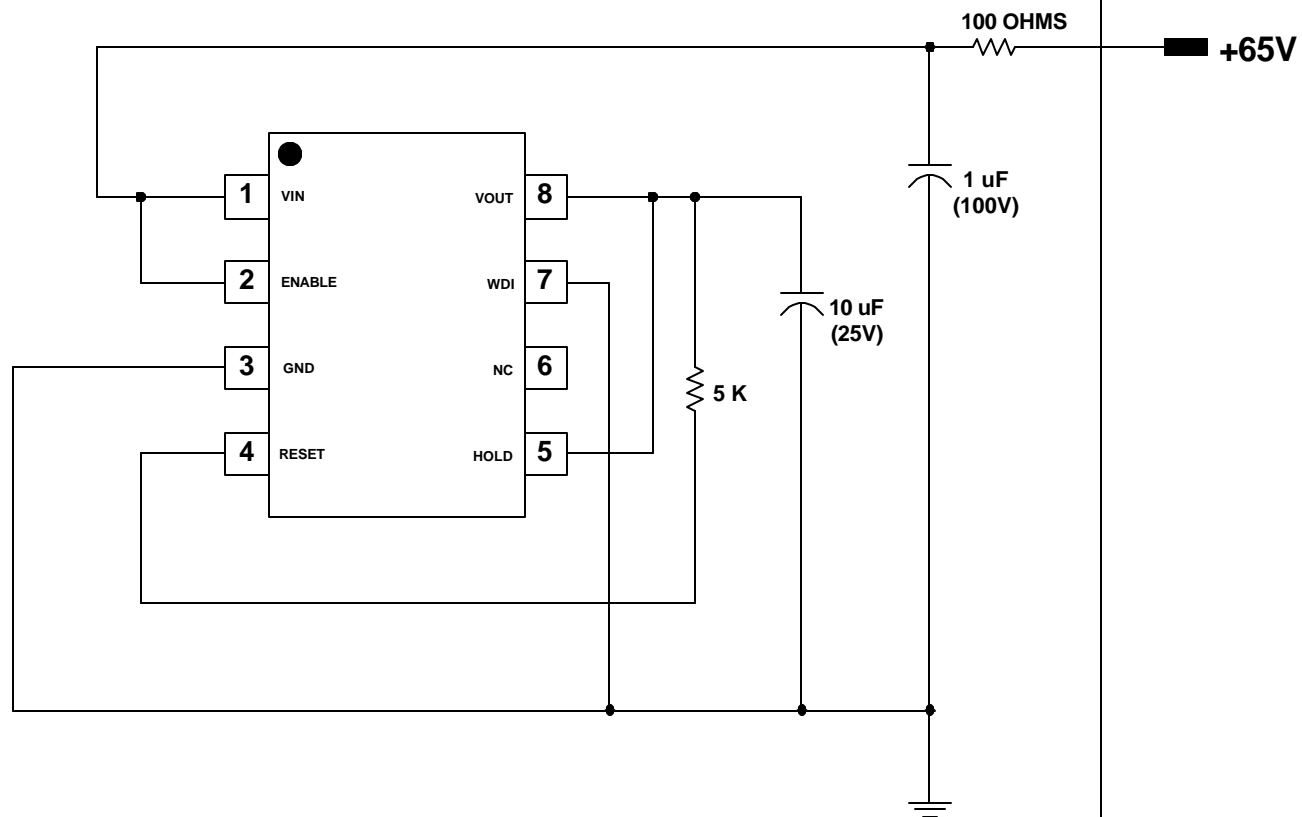 100 OHMS
+65V
1 uF
(100V)
1 VIN
VOUT 8
2 ENABLE
WDI 7
10 uF
(25V)
3 GND
NC 6
5 K
4 RESET
HOLD 5